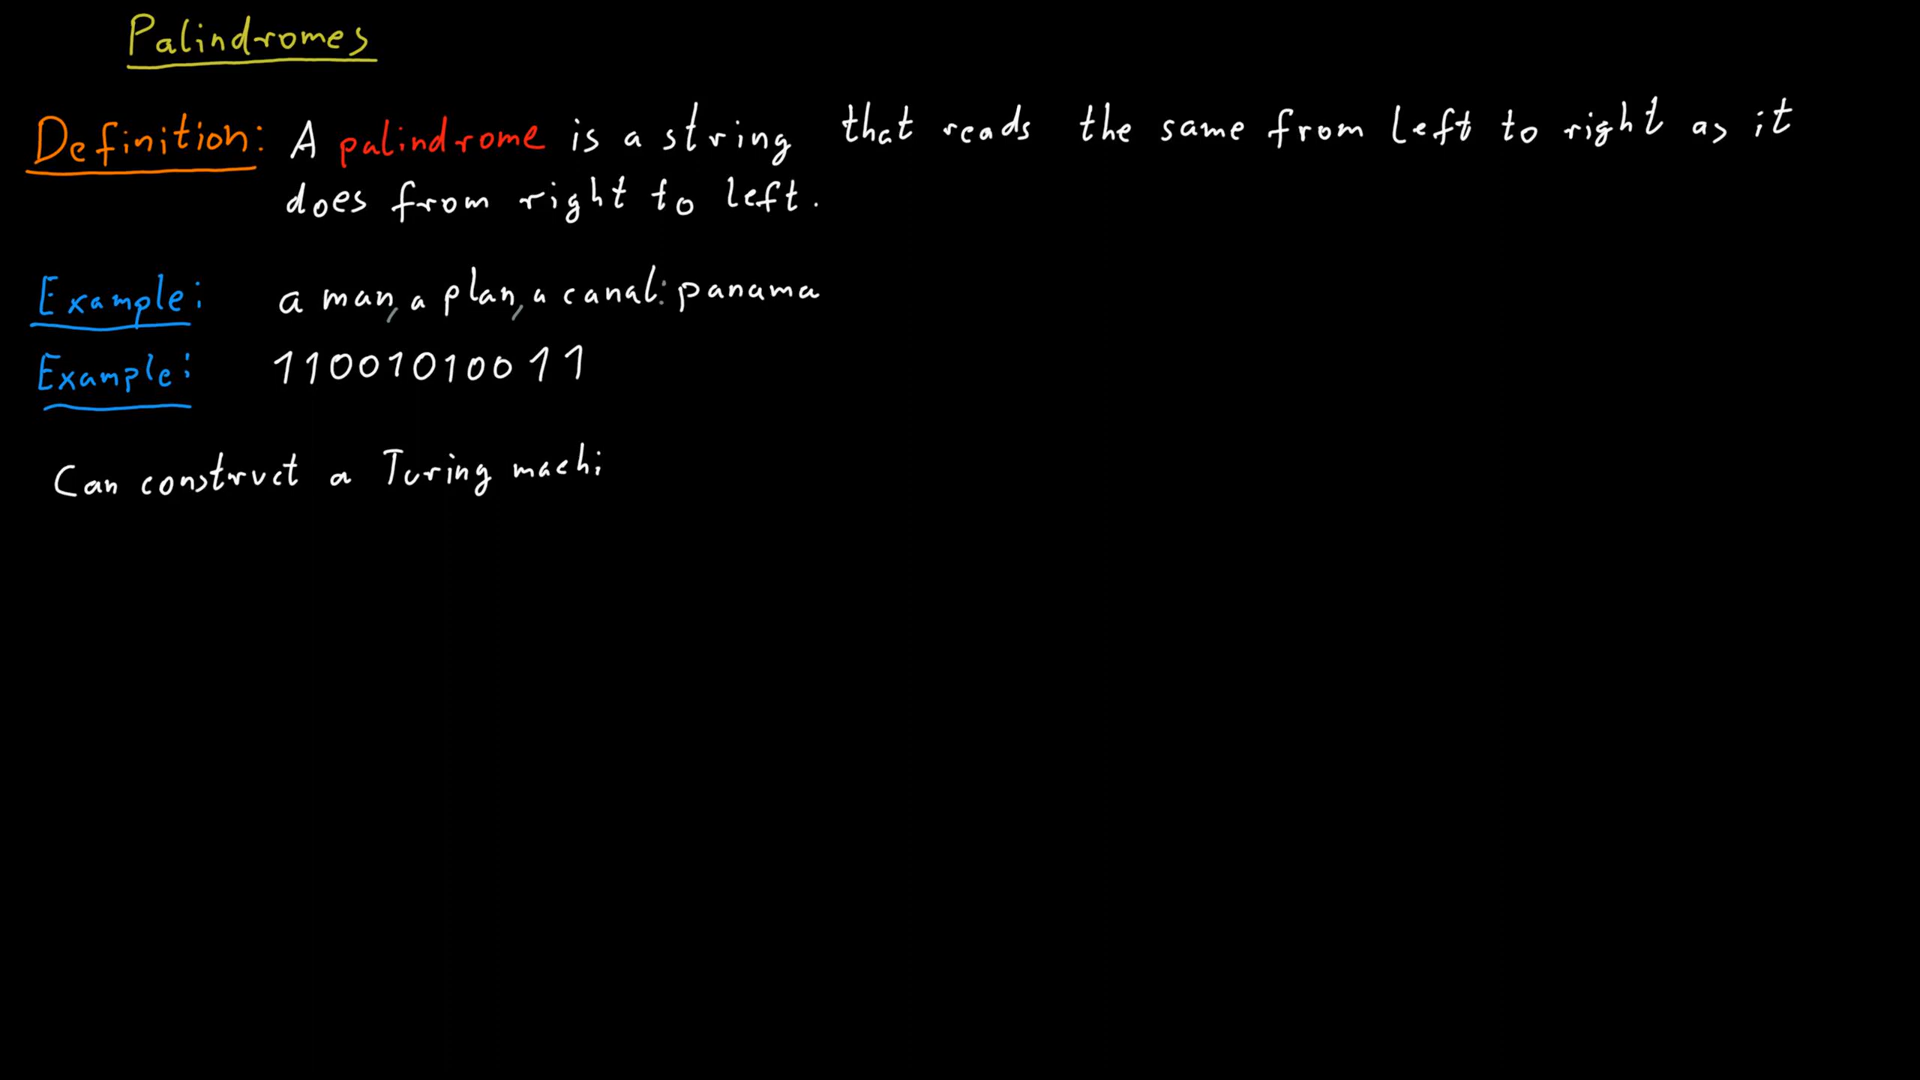 Palindromes
Definition: A palindrome is a string that reads the same from left to right as it
does from right to left.
Example: a man, a plan, a canal: panama
Example: 11001010011
Can construct a Turing machi